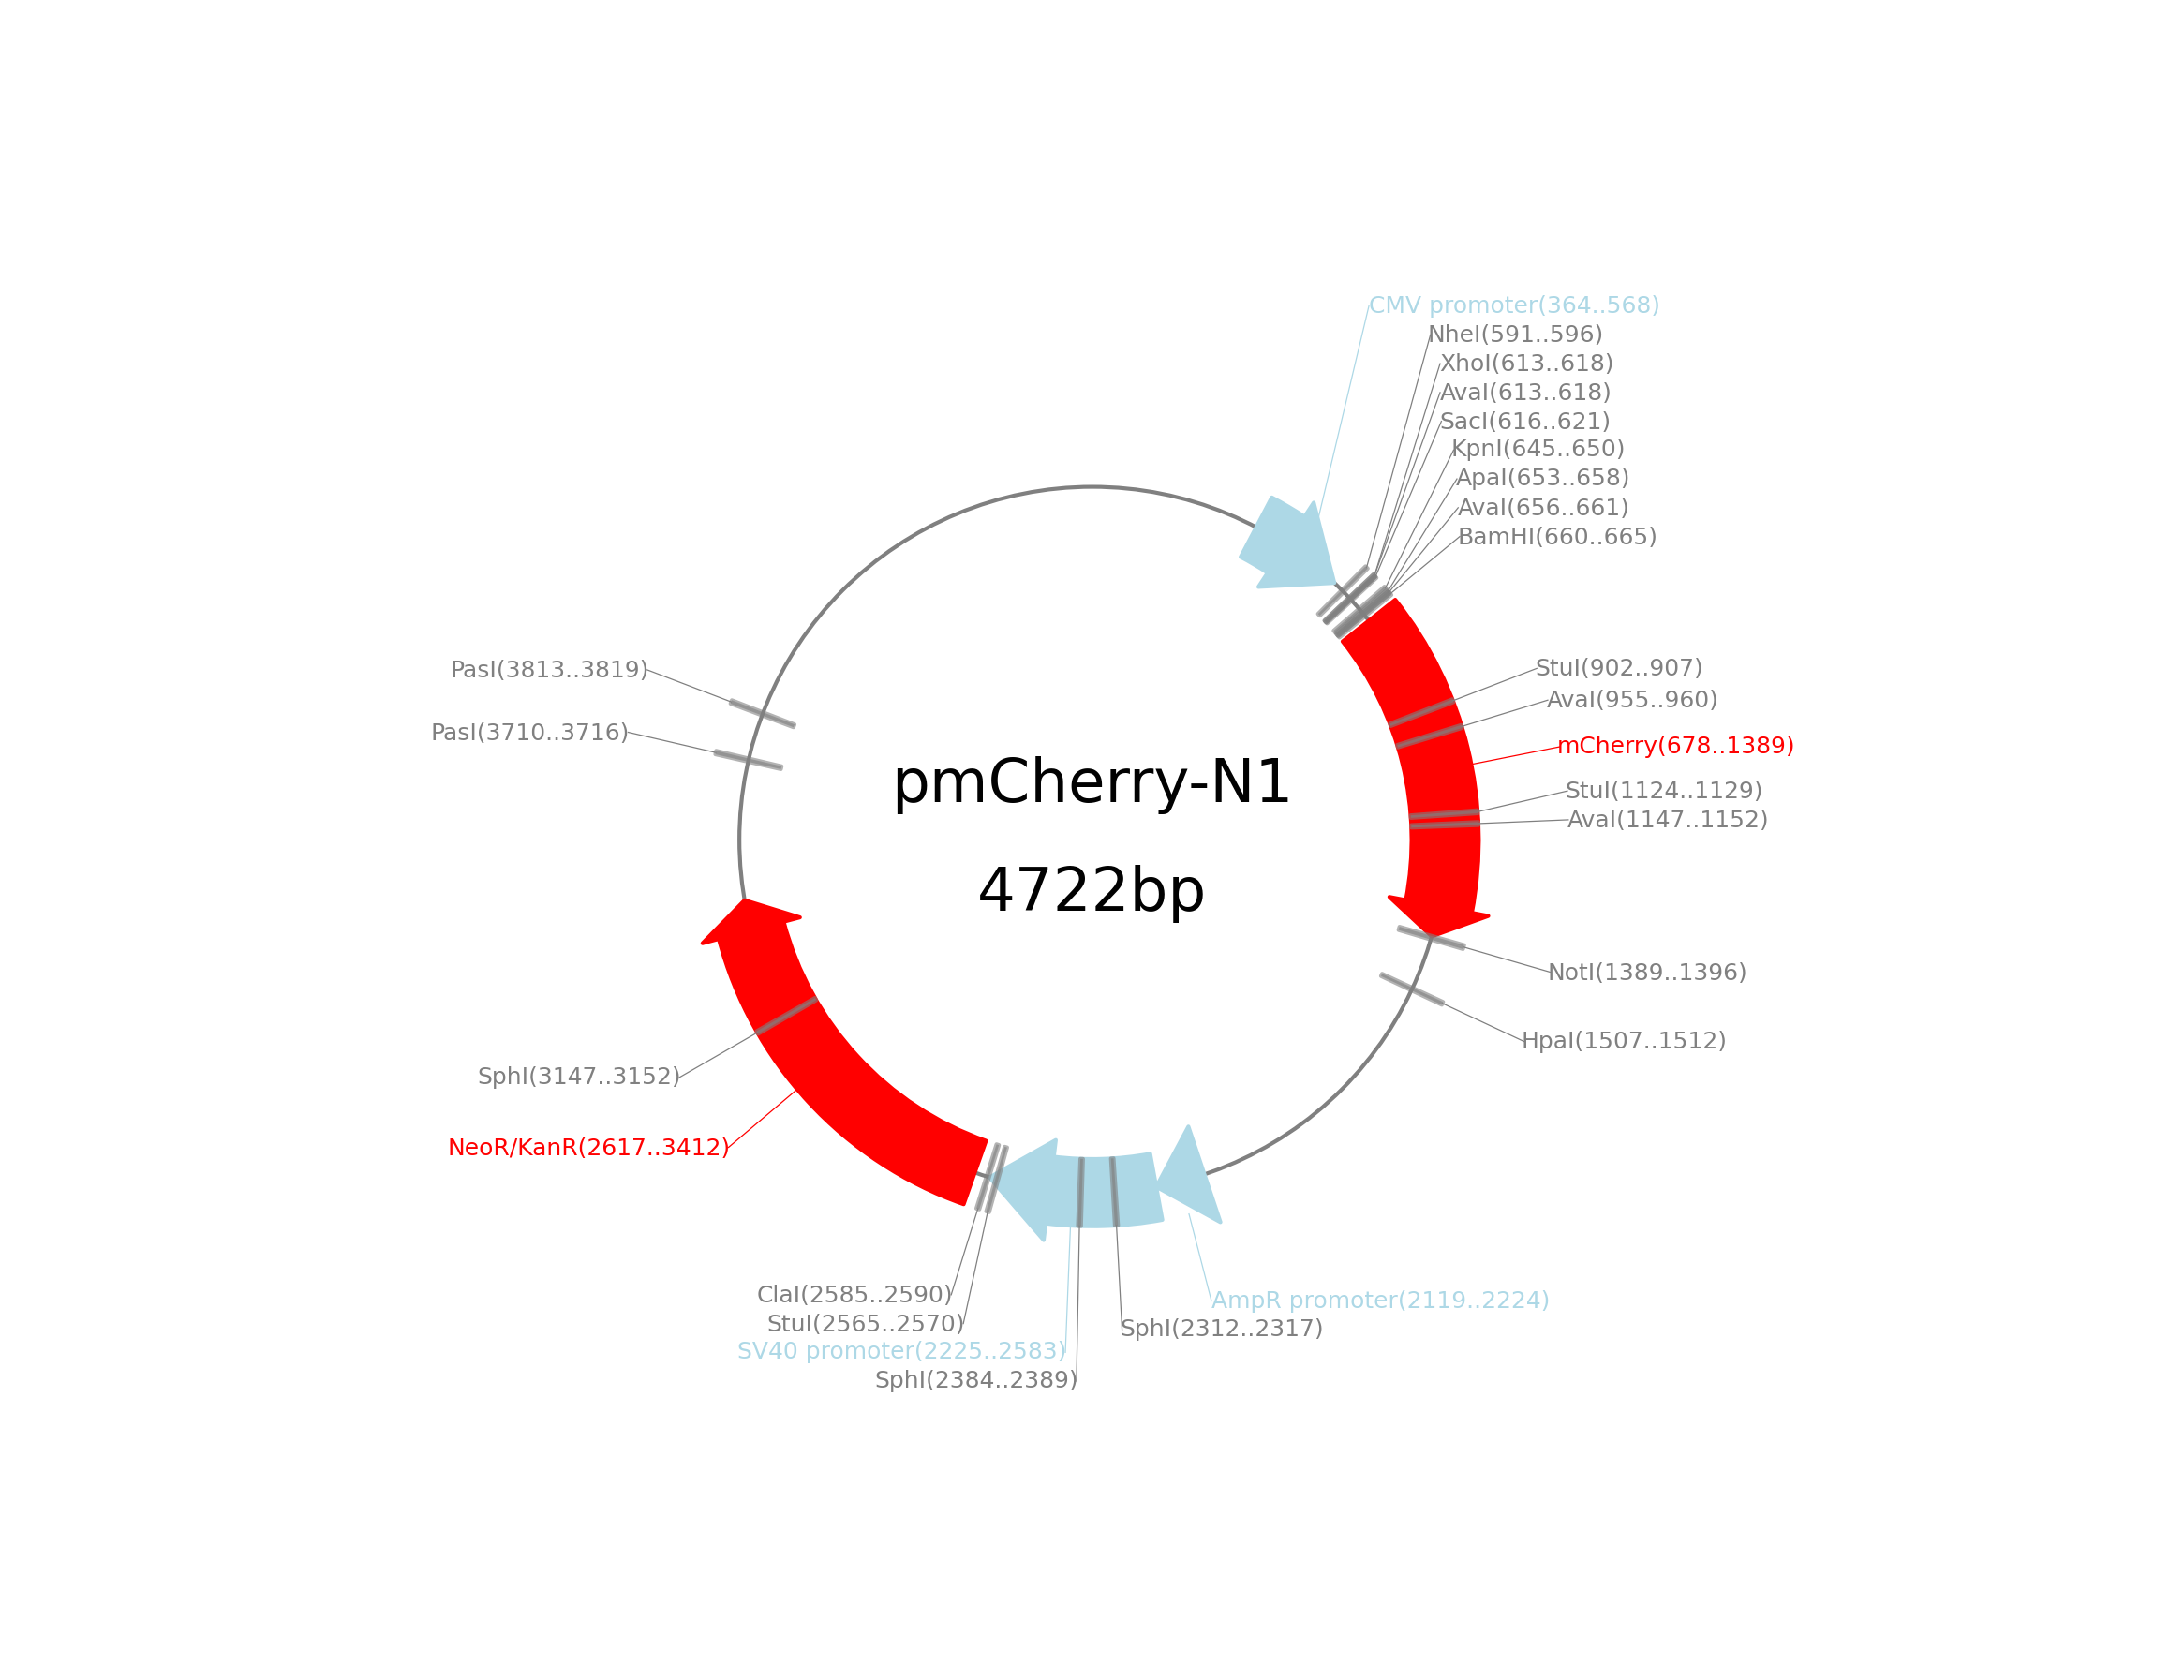 CMV promoter(364..568)
NheI(591..596)
XhoI(613..618)
AvaI(613..618)
SacI(616..621)
KpnI(645..650)
ApaI(653..658)
AvaI(656..661)
BamHI(660..665)
StuI(902..907)
AvaI(955..960)
mCherry(678..1389)
StuI(1124..1129)
AvaI(1147..1152)
NotI(1389..1396)
HpaI(1507..1512)
AmpR promoter(2119..2224)
SphI(2312..2317)
SphI(2384..2389)
SV40 promoter(2225..2583)
StuI(2565..2570)
ClaI(2585..2590)
NeoR/KanR(2617..3412)
SphI(3147..3152)
PasI(3710..3716)
PasI(3813..3819)
pmCherry-N1
4722bp